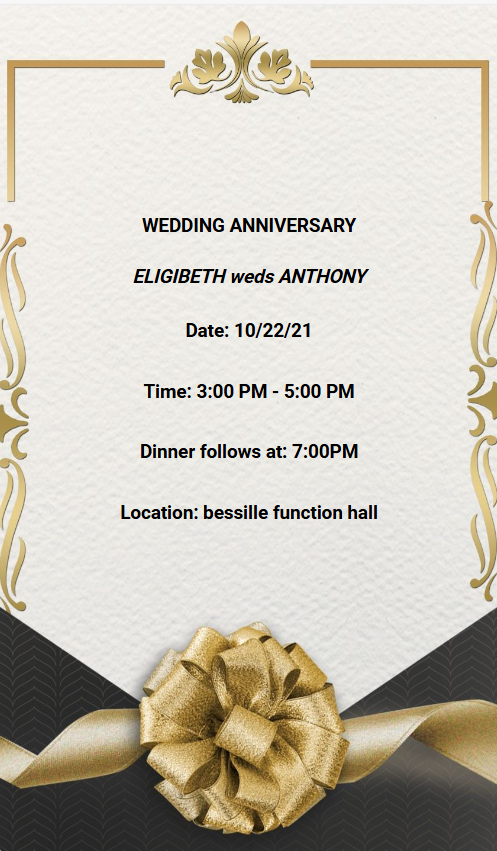 WEDDING ANNIVERSARY
ELIGIBETH weds ANTHONY
Date: 10/22/21
Time: 3:00 PM - 5:00 PM
Dinner follows at: 7:00PM
Location: bessille function hall